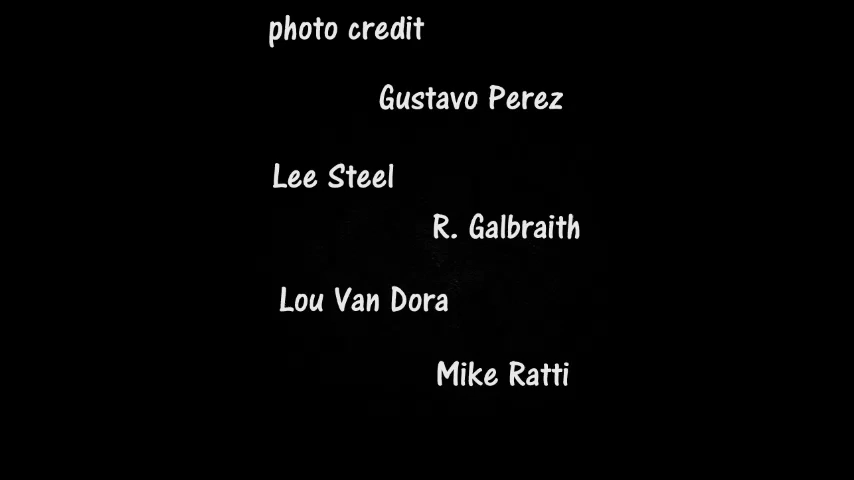 photo credit
Gustavo Perez
Lee Steel
R. Galbraith
Lou Van Dora
Mike Ratti